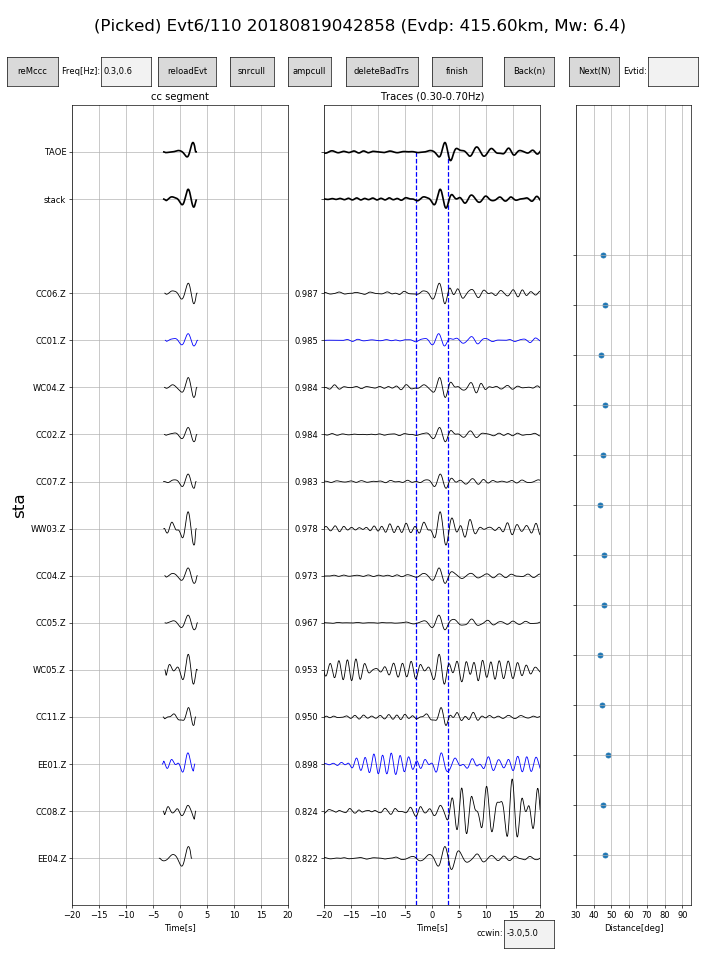 (Picked) Evt6/110 20180819042858 (Evdp: 415.60km, Mw: 6.4)
reMccc Freq[Hz]: 0.3,0.6 reloadEvt snrcull ampcull deleteBadTrs finish Back(n) Next(N) Evtid:
cc segment Traces (0.30-0.70Hz)
TAOE
stack
CC06.Z 0.987
CC01.Z 0.985
WC04.Z 0.984
CC02.Z 0.984
CC07.Z 0.983
WW03.Z 0.978
CC04.Z 0.973
CC05.Z 0.967
WC05.Z 0.953
CC11.Z 0.950
EE01.Z 0.898
CC08.Z 0.824
EE04.Z 0.822
sta
−20 −15 −10 −5 0 5 10 15 20 −20 −15 −10 −5 0 5 10 15 20 30 40 50 60 70 80 90
Time[s] Time[s] Distance[deg]
ccwin: -3.0,5.0